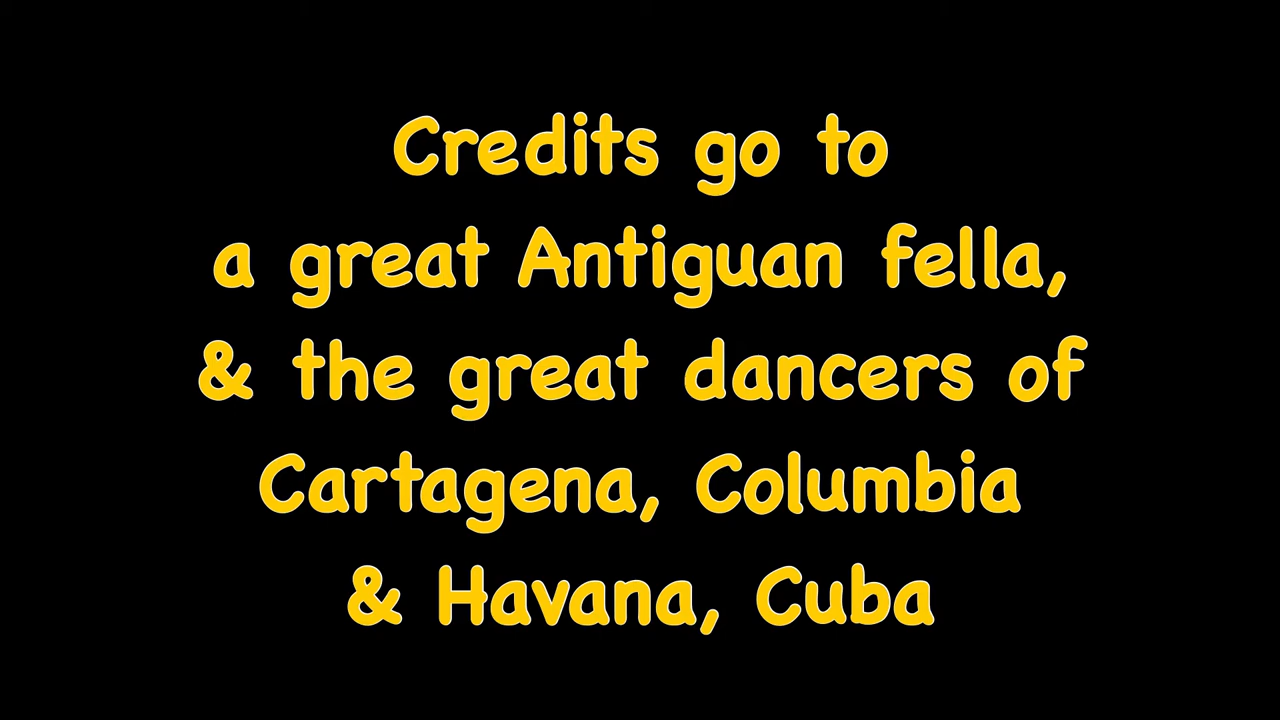 Credits go to
a great Antiguan fella,
& the great dancers of
Cartagena, Columbia
& Havana, Cuba